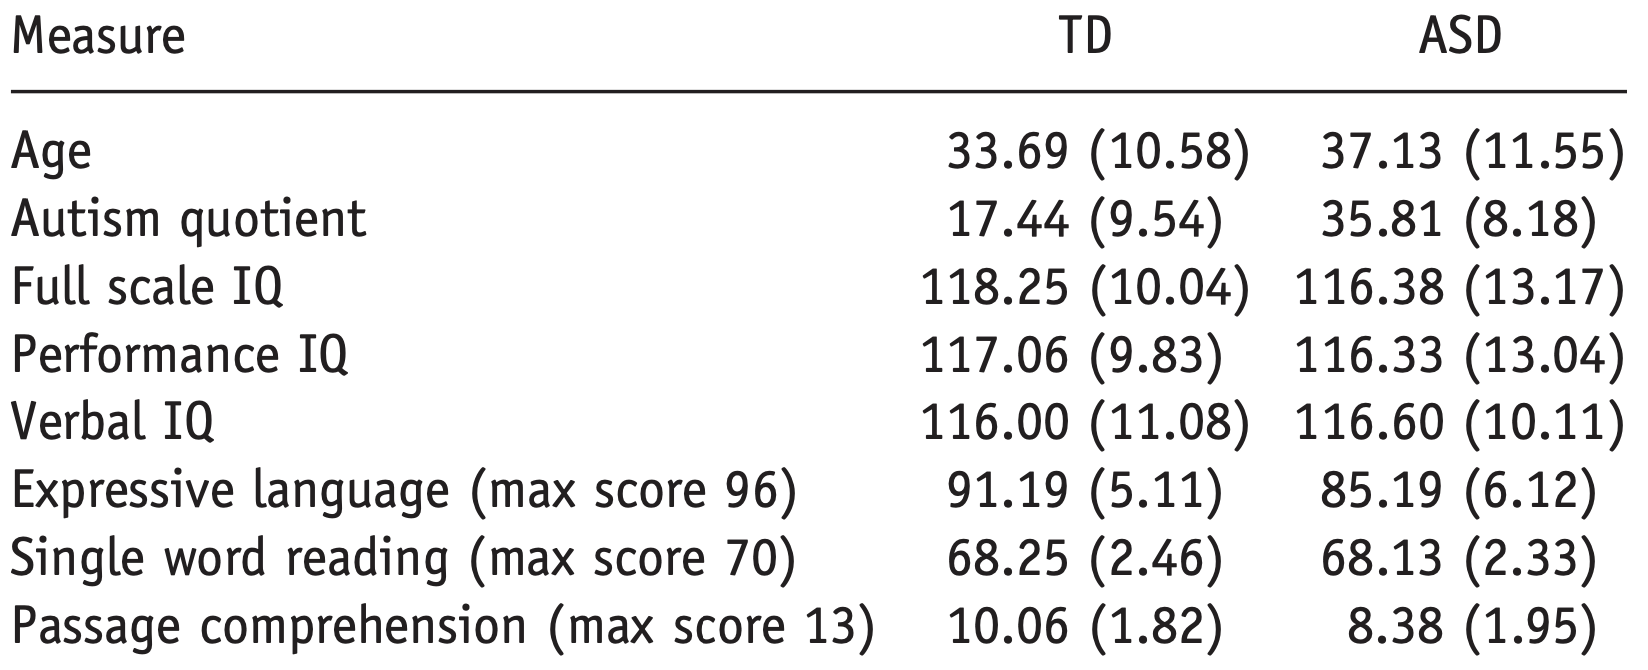 Measure TD ASD
Age 33.69 (10.58) 37.13 (11.55)
Autism quotient 17.44 (9.54) 35.81 (8.18)
Full scale IQ 118.25 (10.04) 116.38 (13.17)
Performance IQ 117.06 (9.83) 116.33 (13.04)
Verbal IQ 116.00 (11.08) 116.60 (10.11)
Expressive language (max score 96) 91.19 (5.11) 85.19 (6.12)
Single word reading (max score 70) 68.25 (2.46) 68.13 (2.33)
Passage comprehension (max score 13) 10.06 (1.82) 8.38 (1.95)